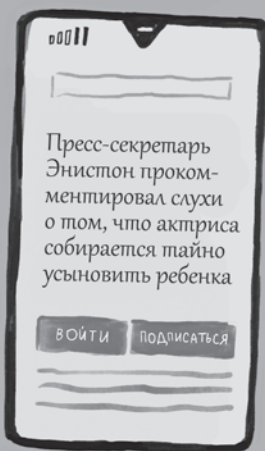 Пресс-секретарь
Энистон проком-
ментировал слухи
о том, что актриса
собирается тайно
усыновить ребенка
ВОЙТИ ПОДПИСАТЬСЯ